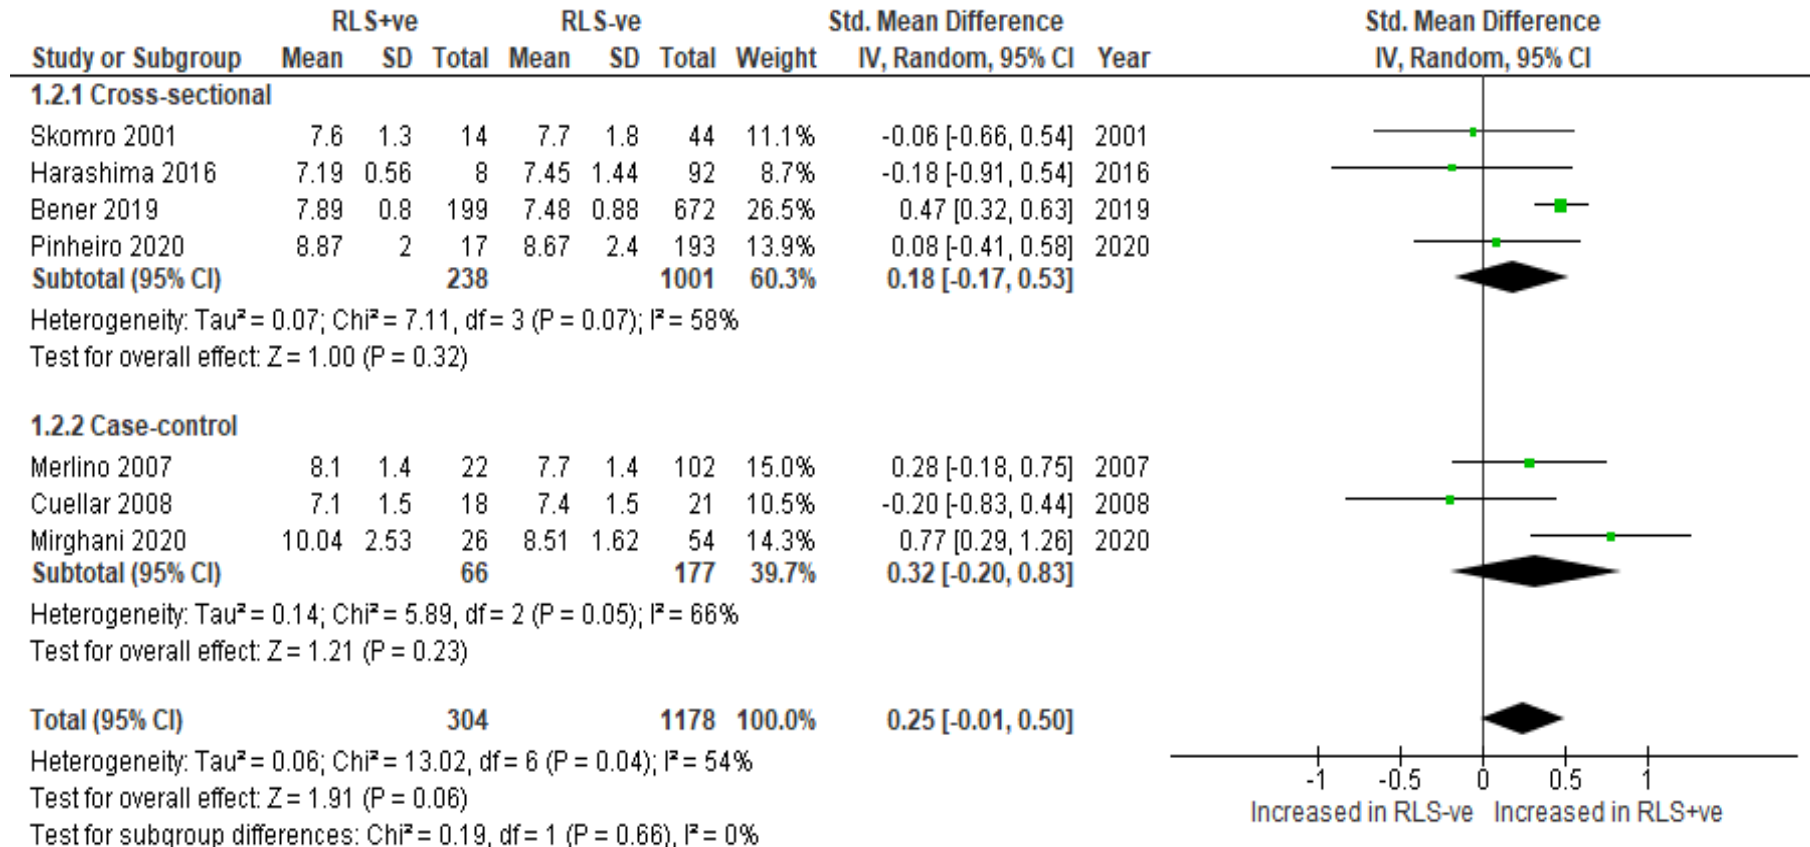 RLS+ve RLS-ve Std. Mean Difference Std. Mean Difference
Study or Subgroup Mean SD Total Mean SD Total Weight IV, Random, 95% CI Year IV, Random, 95% CI
1.2.1 Cross-sectional
Skomro 2001 7.6 1.3 14 7.7 1.8 44 11.1% -0.06 [-0.66, 0.54] 2001
Harashima 2016 7.19 0.56 8 7.45 1.44 92 8.7% -0.18 [-0.91, 0.54] 2016
Bener 2019 7.89 0.8 199 7.48 0.88 672 26.5% 0.47 [0.32, 0.63] 2019
Pinheiro 2020 8.87 2 17 8.67 2.4 193 13.9% 0.08 [-0.41, 0.58] 2020
Subtotal (95% CI) 238 1001 60.3% 0.18 [-0.17, 0.53]
Heterogeneity: Tau² = 0.07; Chi² = 7.11, df = 3 (P = 0.07); I² = 58%
Test for overall effect: Z = 1.00 (P = 0.32)
1.2.2 Case-control
Merlino 2007 8.1 1.4 22 7.7 1.4 102 15.0% 0.28 [-0.18, 0.75] 2007
Cuellar 2008 7.1 1.5 18 7.4 1.5 21 10.5% -0.20 [-0.83, 0.44] 2008
Mirghani 2020 10.04 2.53 26 8.51 1.62 54 14.3% 0.77 [0.29, 1.26] 2020
Subtotal (95% CI) 66 177 39.7% 0.32 [-0.20, 0.83]
Heterogeneity: Tau² = 0.14; Chi² = 5.89, df = 2 (P = 0.05); I² = 66%
Test for overall effect: Z = 1.21 (P = 0.23)
Total (95% CI) 304 1178 100.0% 0.25 [-0.01, 0.50]
Heterogeneity: Tau² = 0.06; Chi² = 13.02, df = 6 (P = 0.04); I² = 54%
Test for overall effect: Z = 1.91 (P = 0.06)
Test for subgroup differences: Chi² = 0.19, df = 1 (P = 0.66), I² = 0%
-1 -0.5 0 0.5 1
Increased in RLS-ve Increased in RLS+ve